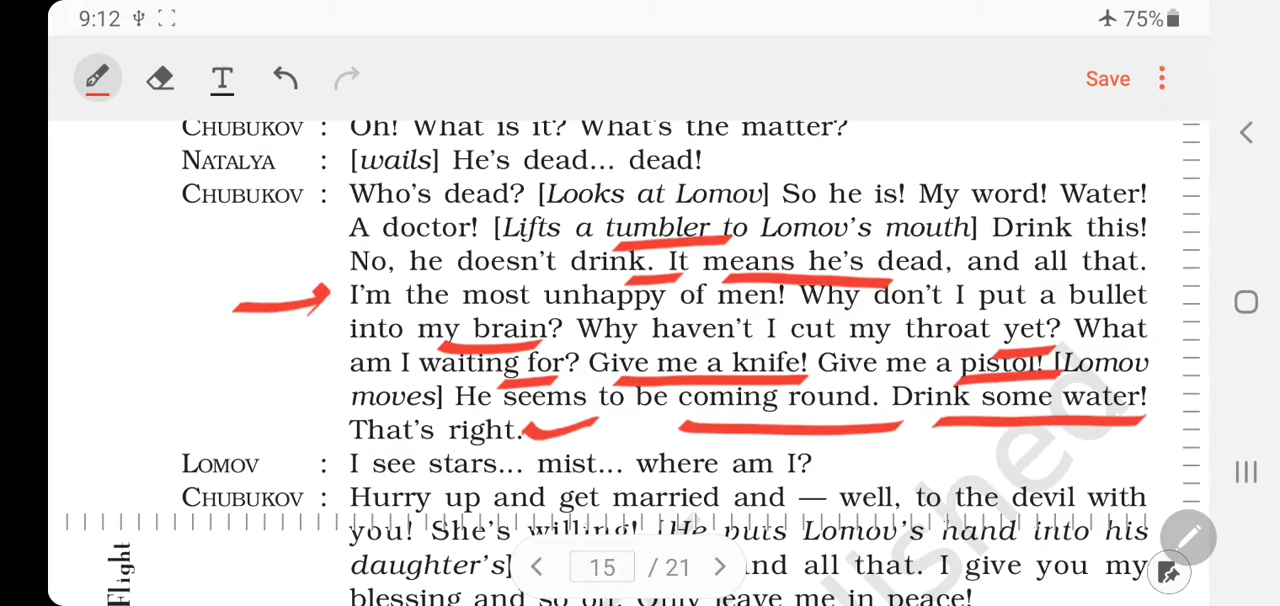 9:12
75%
T
Save
CHUBUKOV : Oh! What is it? What's the matter?
NATALYA : [wails] He's dead... dead!
CHUBUKOV : Who's dead? [Looks at Lomov] So he is! My word! Water!
A doctor! [Lifts a tumbler to Lomov's mouth] Drink this!
No, he doesn't drink. It means he's dead, and all that.
I'm the most unhappy of men! Why don't I put a bullet
into my brain? Why haven't I cut my throat yet? What
am I waiting for? Give me a knife! Give me a pistol! [Lomov
moves] He seems to be coming round. Drink some water!
That's right.
LOMOV : I see stars... mist... where am I?
CHUBUKOV : Hurry up and get married and — well, to the devil with
you! She's willing! [He puts Lomov's hand into his
daughter's] and all that. I give you my
blessing and so on. Only leave me in peace!
15 / 21
Flight